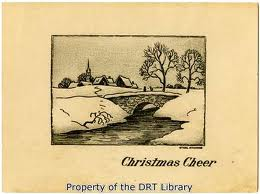 Christmas Cheer
Property of the DRT Library